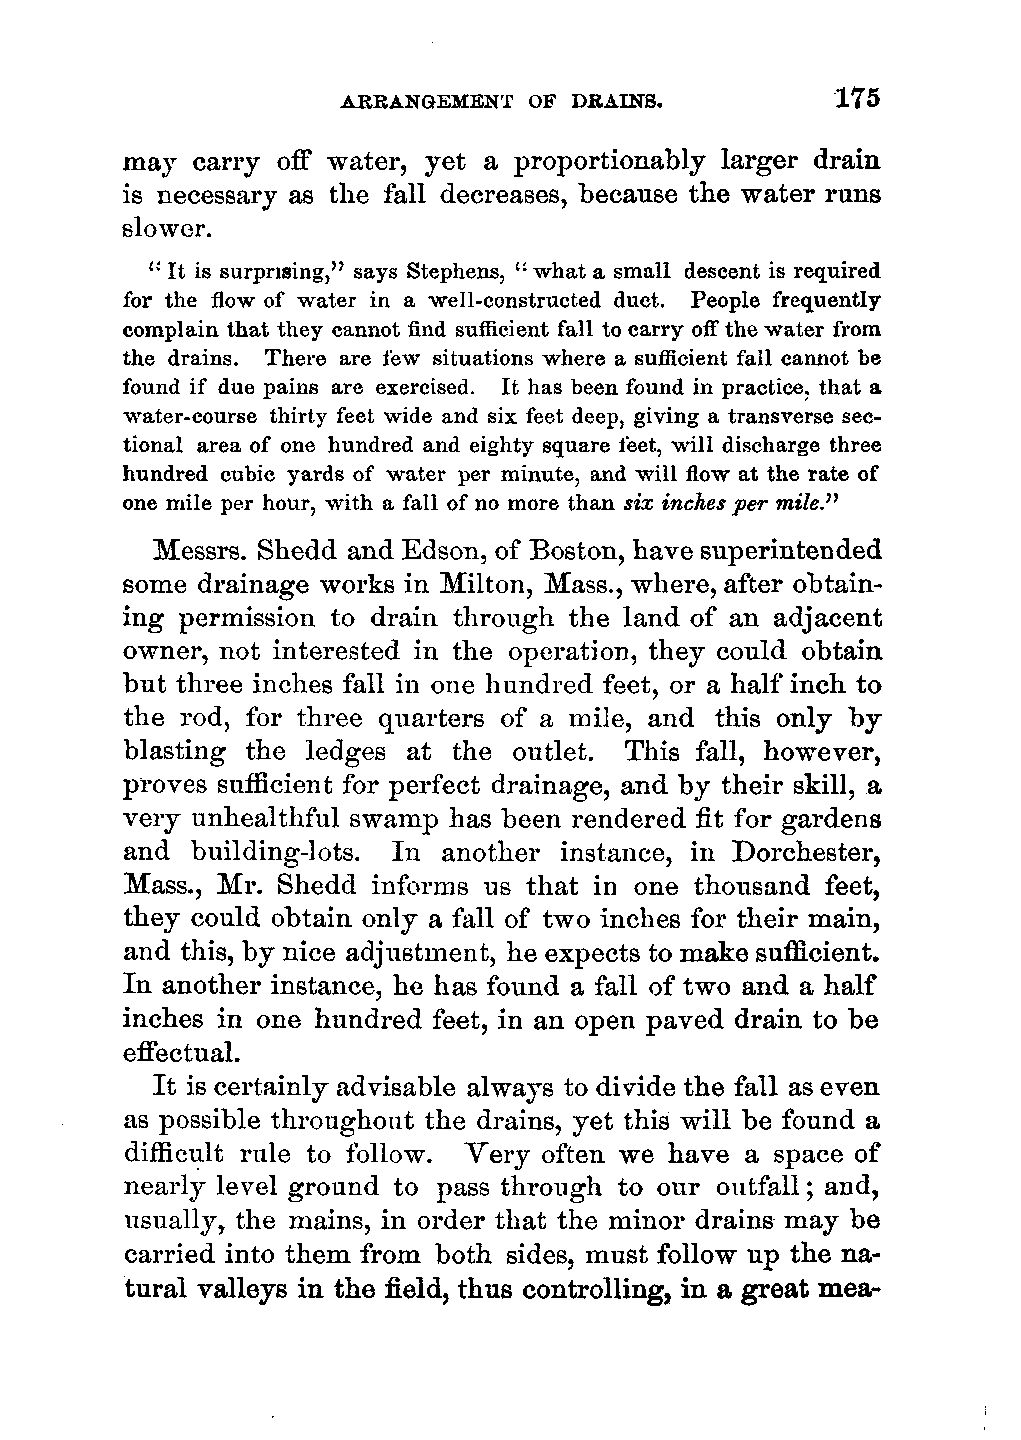 ARRANGEMENT OF DRAINS. 175
may carry off water, yet a proportionably larger drain
is necessary as the fall decreases, because the water runs
slower.
“It is surprising,” says Stephens, “what a small descent is required
for the flow of water in a well-constructed duct. People frequently
complain that they cannot find sufficient fall to carry off the water from
the drains. There are few situations where a sufficient fall cannot be
found if due pains are exercised. It has been found in practice, that a
water-course thirty feet wide and six feet deep, giving a transverse sec-
tional area of one hundred and eighty square feet, will discharge three
hundred cubic yards of water per minute, and will flow at the rate of
one mile per hour, with a fall of no more than six inches per mile.”
Messrs. Shedd and Edson, of Boston, have superintended
some drainage works in Milton, Mass., where, after obtain-
ing permission to drain through the land of an adjacent
owner, not interested in the operation, they could obtain
but three inches fall in one hundred feet, or a half inch to
the rod, for three quarters of a mile, and this only by
blasting the ledges at the outlet. This fall, however,
proves sufficient for perfect drainage, and by their skill, a
very unhealthful swamp has been rendered fit for gardens
and building-lots. In another instance, in Dorchester,
Mass., Mr. Shedd informs us that in one thousand feet,
they could obtain only a fall of two inches for their main,
and this, by nice adjustment, he expects to make sufficient.
In another instance, he has found a fall of two and a half
inches in one hundred feet, in an open paved drain to be
effectual.
It is certainly advisable always to divide the fall as even
as possible throughout the drains, yet this will be found a
difficult rule to follow. Very often we have a space of
nearly level ground to pass through to our outfall; and,
usually, the mains, in order that the minor drains may be
carried into them from both sides, must follow up the na-
tural valleys in the field, thus controlling, in a great mea-